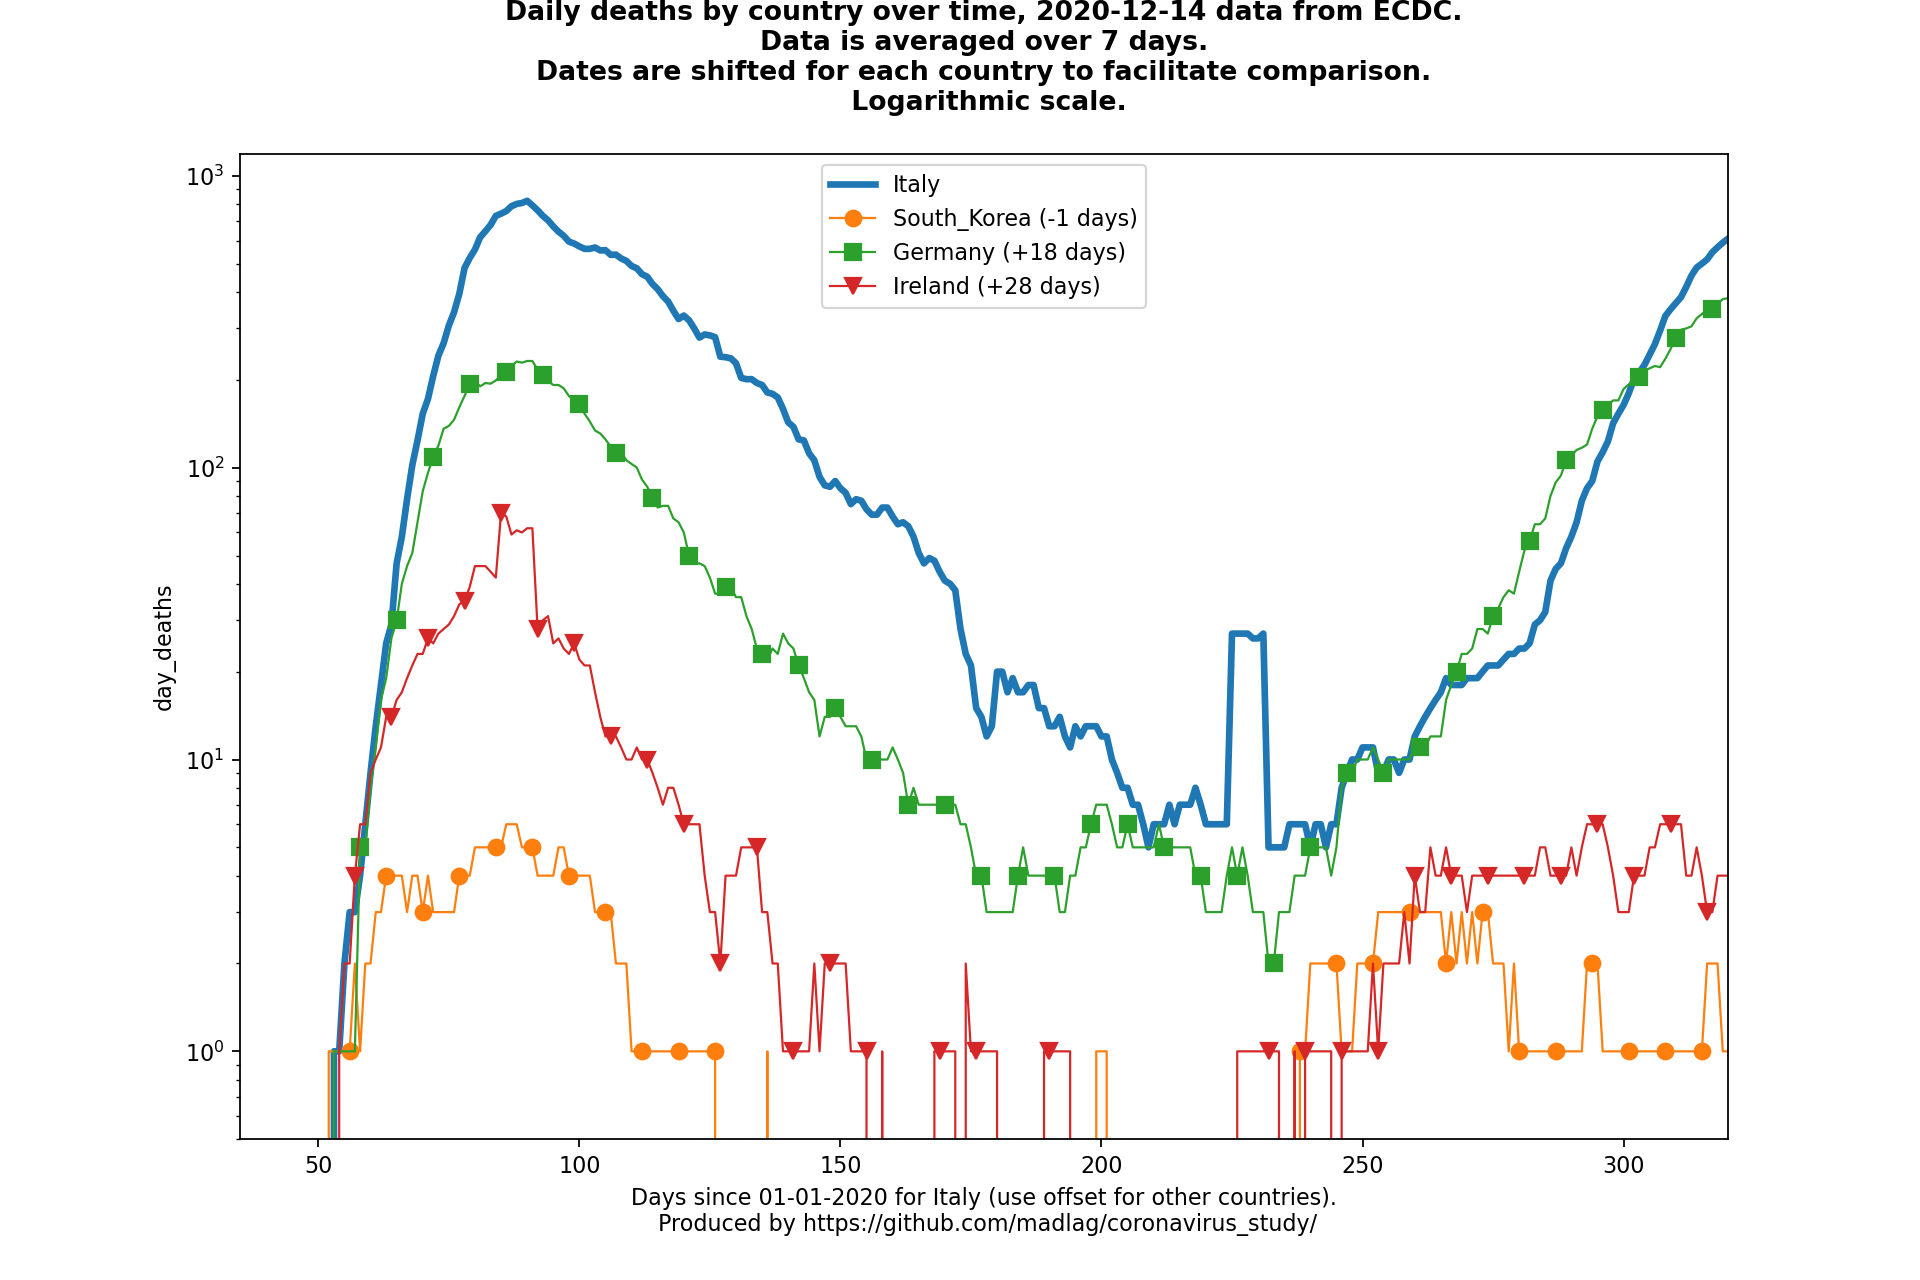 Daily deaths by country over time, 2020-12-14 data from ECDC.
Data is averaged over 7 days.
Dates are shifted for each country to facilitate comparison.
Logarithmic scale.
Italy
South_Korea (-1 days)
Germany (+18 days)
Ireland (+28 days)
10³
10²
10¹
10⁰
day_deaths
50 100 150 200 250 300
Days since 01-01-2020 for Italy (use offset for other countries).
Produced by https://github.com/madlag/coronavirus_study/